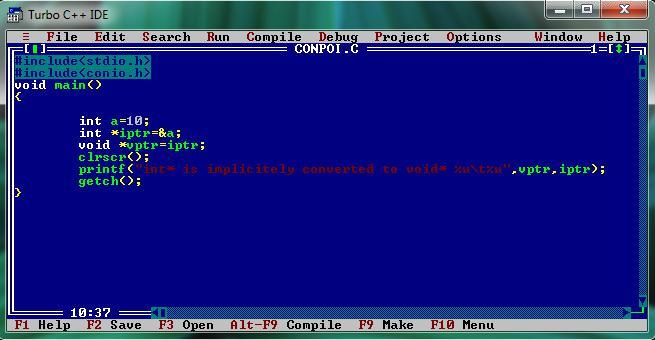 Turbo C++ IDE
≡ File Edit Search Run Compile Debug Project Options Window Help
[■] CONPOI.C 1=[↕]
#include<stdio.h>
#include<conio.h>
void main()
{
int a=10;
int *iptr=&a;
void *vptr=iptr;
clrscr();
printf("int* is implicitely converted to void* %u\t%u",vptr,iptr);
getch();
}
10:37
F1 Help F2 Save F3 Open Alt-F9 Compile F9 Make F10 Menu